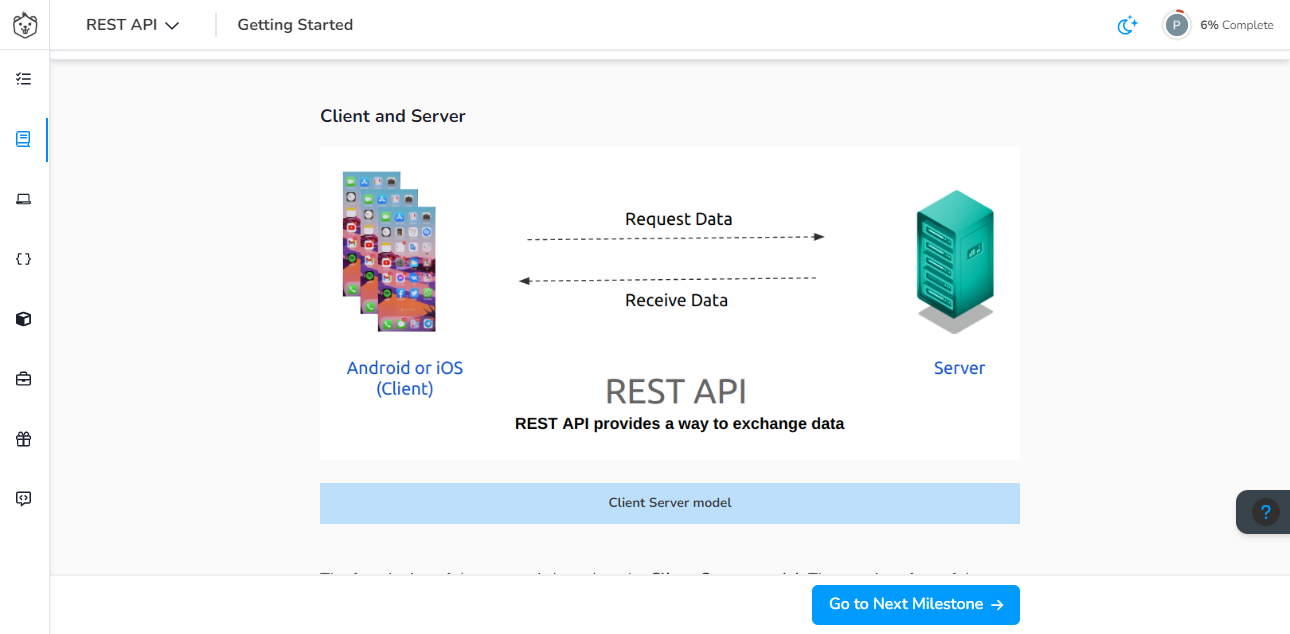 REST API
Getting Started
P
6% Complete
Client and Server
Request Data
Receive Data
Android or iOS
(Client)
Server
REST API
REST API provides a way to exchange data
Client Server model
?
Go to Next Milestone →